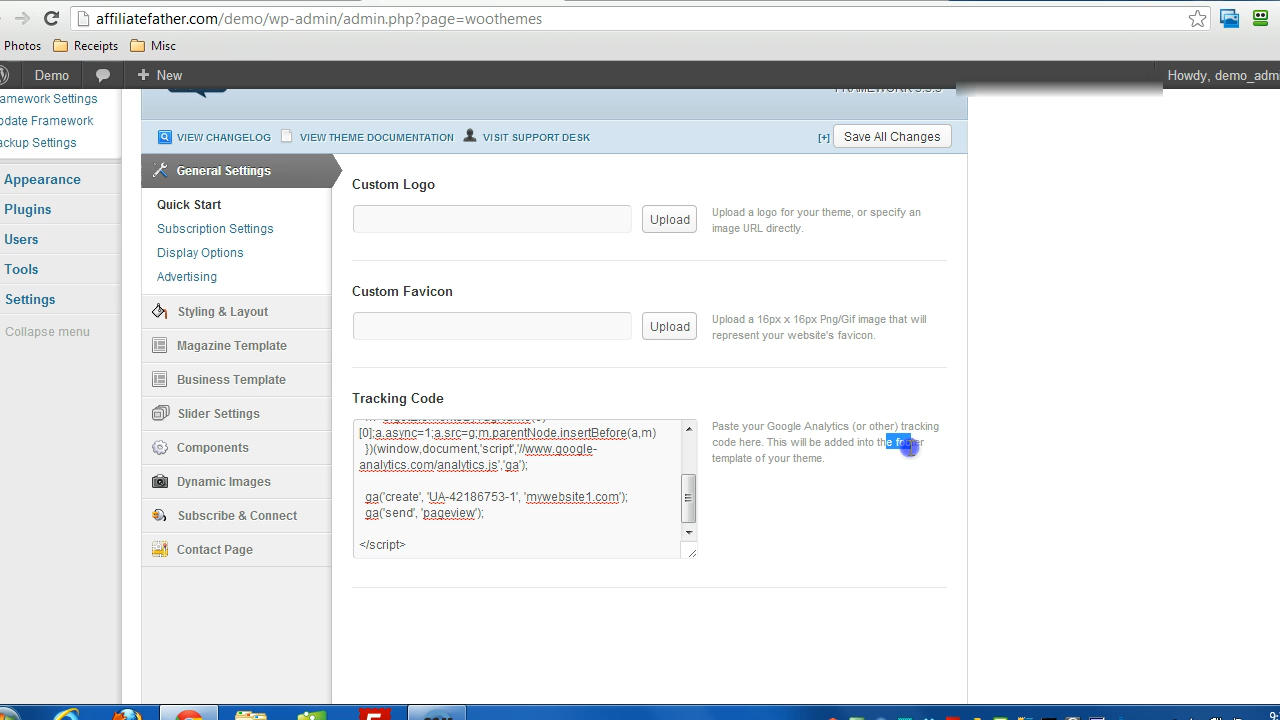 affiliatefather.com/demo/wp-admin/admin.php?page=woothemes
Photos Receipts Misc
Demo + New Howdy, demo_adm
amework Settings
pdate Framework
ackup Settings
Appearance
Plugins
Users
Tools
Settings
Collapse menu
FRAMEWORK
VIEW CHANGELOG VIEW THEME DOCUMENTATION VISIT SUPPORT DESK [+] Save All Changes
General Settings
Quick Start
Subscription Settings
Display Options
Advertising
Styling & Layout
Magazine Template
Business Template
Slider Settings
Components
Dynamic Images
Subscribe & Connect
Contact Page
Custom Logo
Upload
Upload a logo for your theme, or specify an
image URL directly.
Custom Favicon
Upload
Upload a 16px x 16px Png/Gif image that will
represent your website's favicon.
Tracking Code
[0];a.async=1;a.src=g;m.parentNode.insertBefore(a,m)
})(window,document,'script','//www.google-
analytics.com/analytics.js','ga');
ga('create', 'UA-42186753-1', 'mywebsite1.com');
ga('send', 'pageview');
</script>
Paste your Google Analytics (or other) tracking
code here. This will be added into the footer
template of your theme.